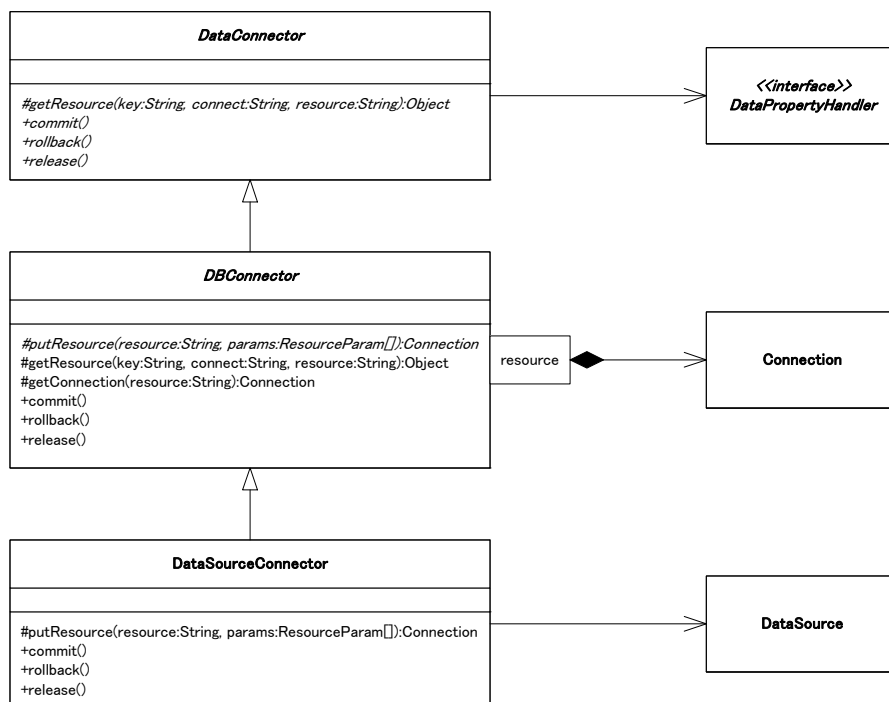 DataConnector
#getResource(key:String, connect:String, resource:String):Object
+commit()
+rollback()
+release()
<<interface>>
DataPropertyHandler
DBConnector
#putResource(resource:String, params:ResourceParam[]):Connection
#getResource(key:String, connect:String, resource:String):Object
#getConnection(resource:String):Connection
+commit()
+rollback()
+release()
resource
Connection
DataSourceConnector
#putResource(resource:String, params:ResourceParam[]):Connection
+commit()
+rollback()
+release()
DataSource